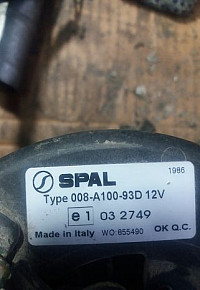 1986
SPAL
Type 008-A100-93D 12V
e1 03 2749
Made in Italy WO:855490 OK Q.C.